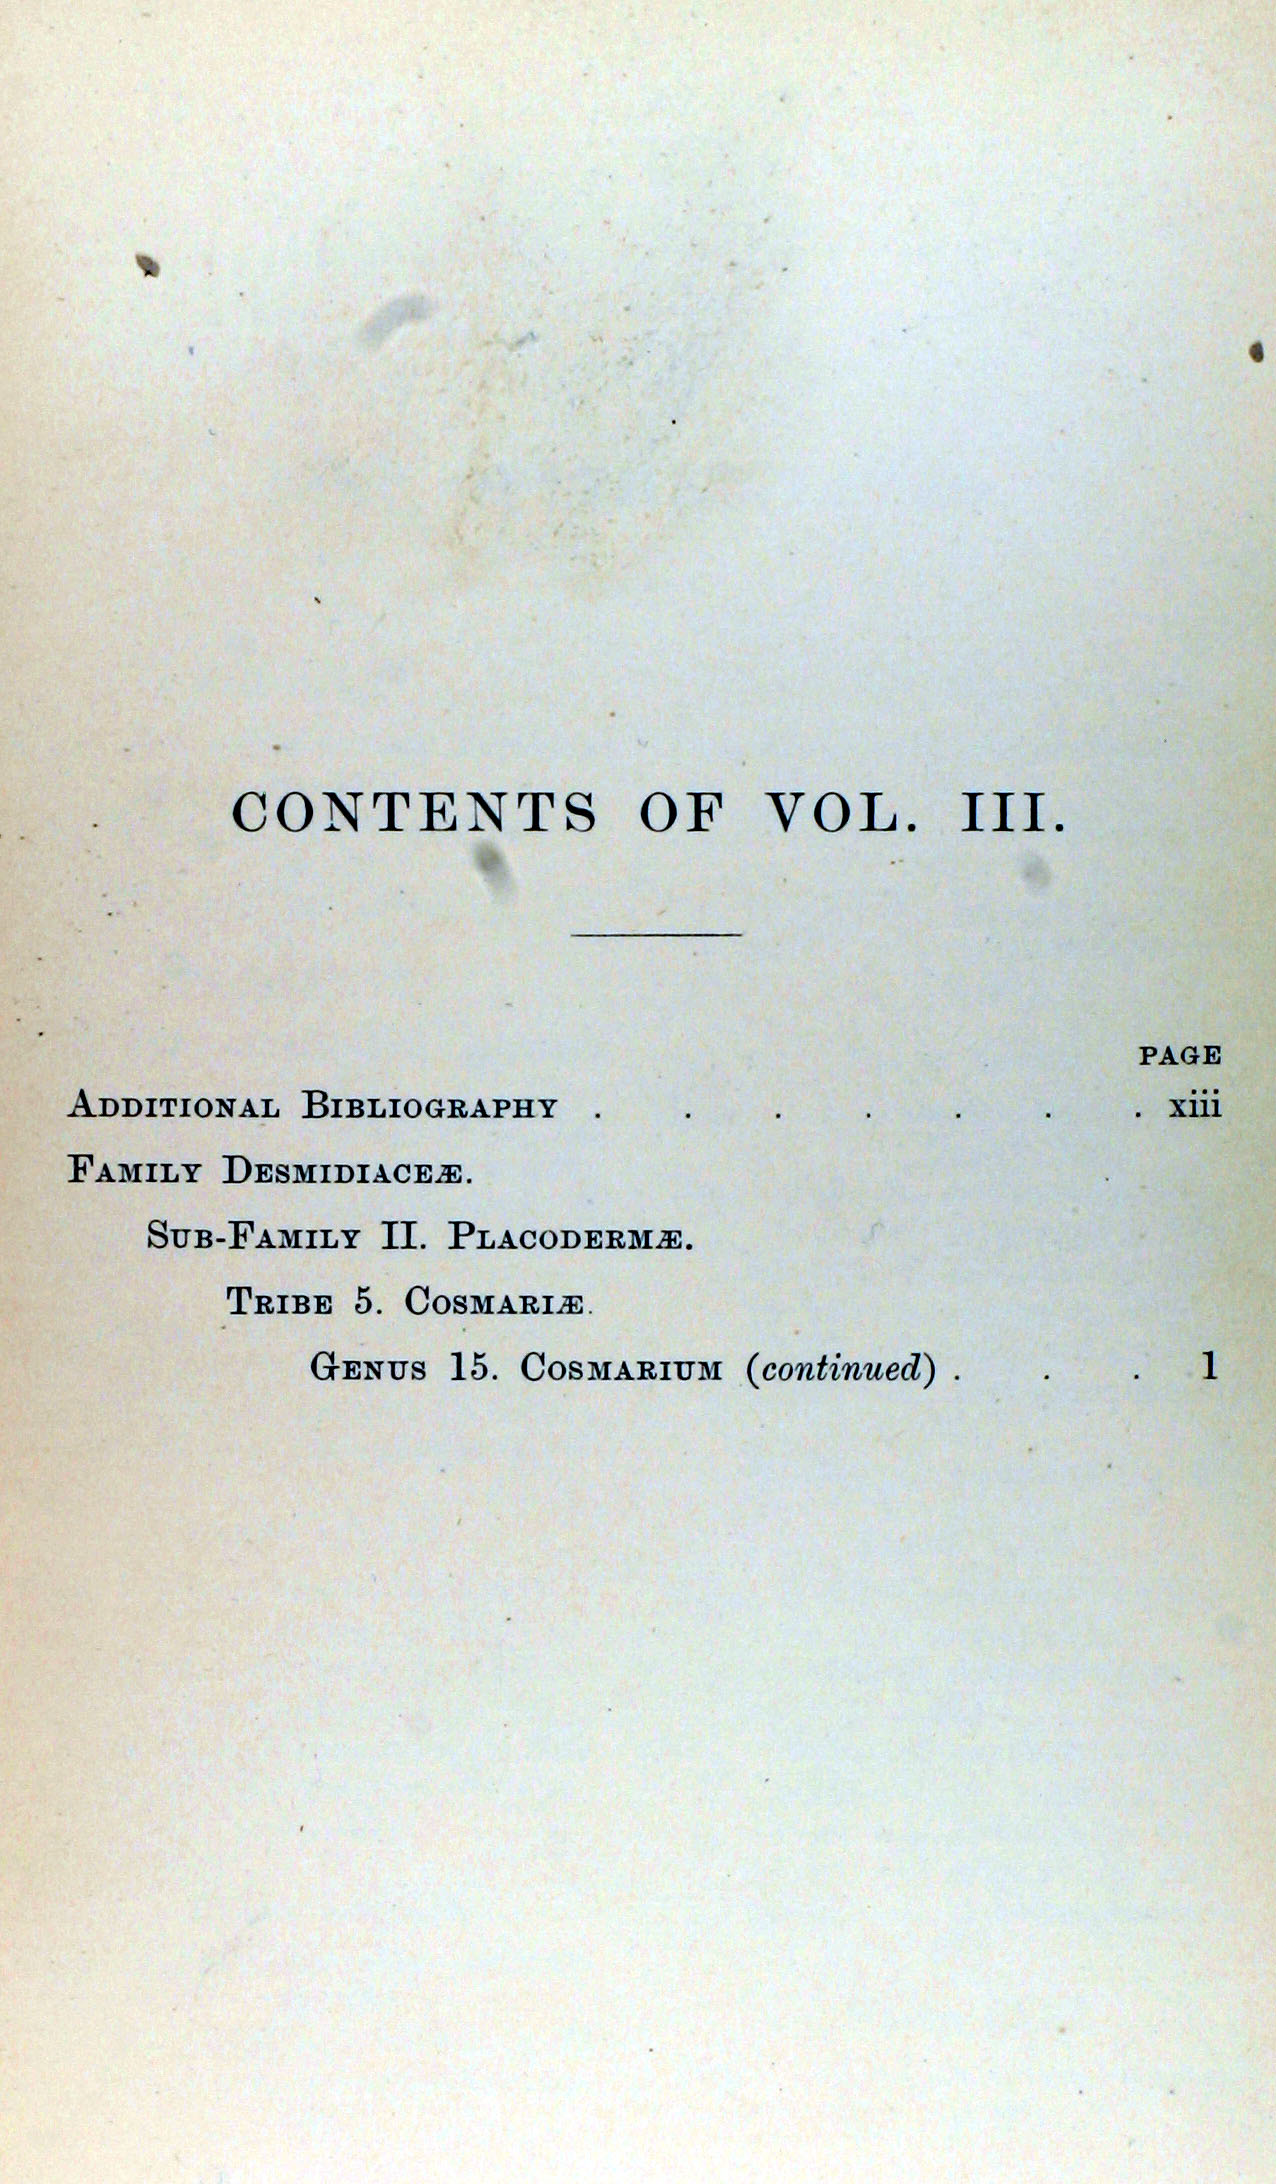 CONTENTS OF VOL. III.
PAGE
ADDITIONAL BIBLIOGRAPHY . . . . . . . xiii
FAMILY DESMIDIACEÆ.
SUB-FAMILY II. PLACODERMÆ.
TRIBE 5. COSMARIÆ.
GENUS 15. COSMARIUM (continued) . . . 1